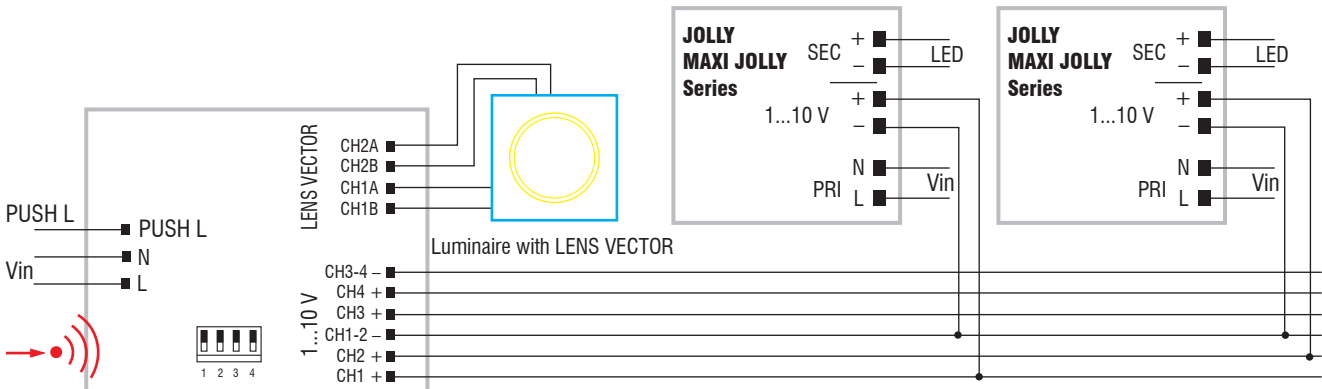 PUSH L
Vin
PUSH L
N
L
1 2 3 4
LENS VECTOR
CH2A
CH2B
CH1A
CH1B
Luminaire with LENS VECTOR
1...10 V
CH3-4 –
CH4 +
CH3 +
CH1-2 –
CH2 +
CH1 +
JOLLY
MAXI JOLLY
Series
SEC
+
–
LED
1...10 V
+
–
PRI
N
L
Vin
JOLLY
MAXI JOLLY
Series
SEC
+
–
LED
1...10 V
+
–
PRI
N
L
Vin